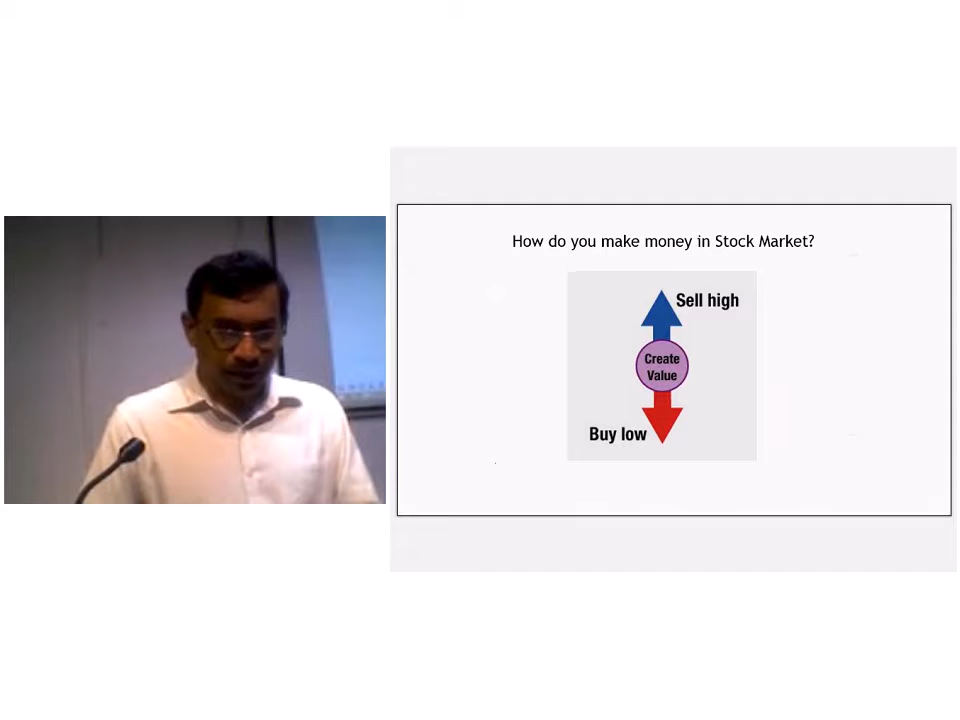 How do you make money in Stock Market?
Sell high
Create
Value
Buy low